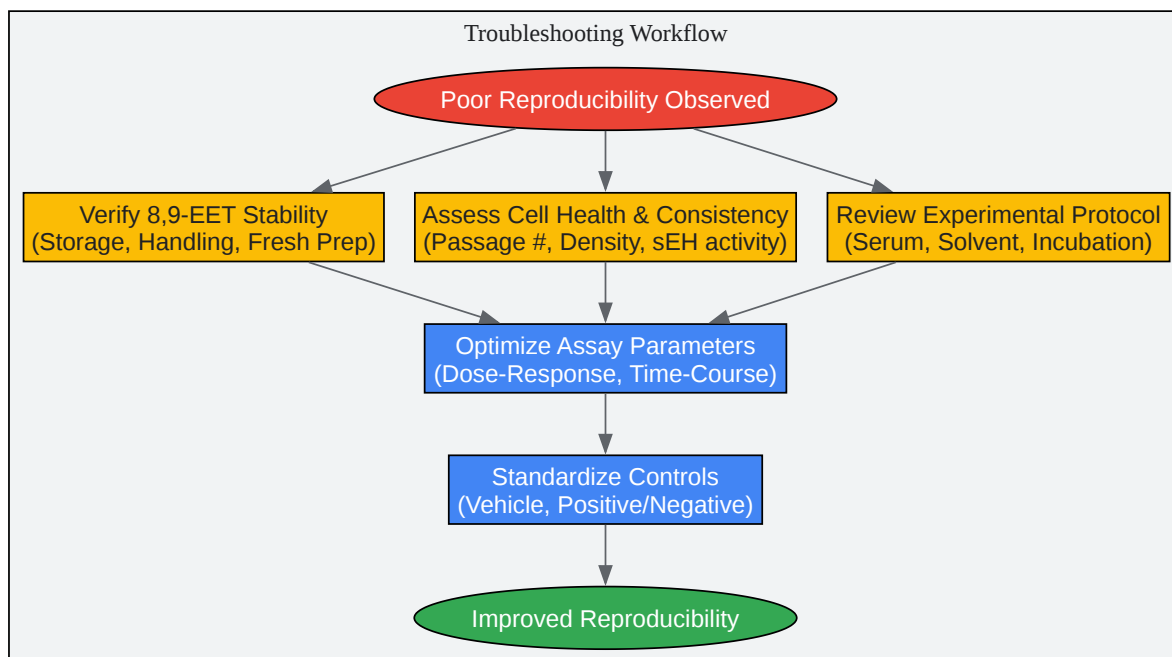 Troubleshooting Workflow
Poor Reproducibility Observed
Verify 8,9-EET Stability
(Storage, Handling, Fresh Prep)
Assess Cell Health & Consistency
(Passage #, Density, sEH activity)
Review Experimental Protocol
(Serum, Solvent, Incubation)
Optimize Assay Parameters
(Dose-Response, Time-Course)
Standardize Controls
(Vehicle, Positive/Negative)
Improved Reproducibility